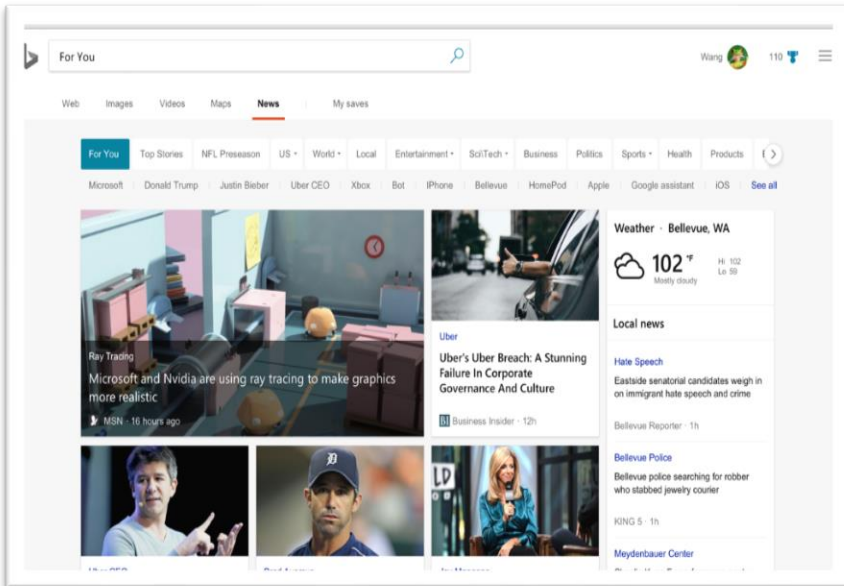 For You
Wang
110
Web Images Videos Maps News My saves
For You Top Stories NFL Preseason US World Local Entertainment Sci\Tech Business Politics Sports Health Products
Microsoft Donald Trump Justin Bieber Uber CEO Xbox Bot IPhone Bellevue HomePod Apple Google assistant iOS See all
Ray Tracing
Microsoft and Nvidia are using ray tracing to make graphics
more realistic
MSN · 16 hours ago
Uber
Uber's Uber Breach: A Stunning
Failure In Corporate
Governance And Culture
BI Business Insider · 12h
Weather · Bellevue, WA
102 °F
Mostly cloudy
Hi 102
Lo 59
Local news
Hate Speech
Eastside senatorial candidates weigh in
on immigrant hate speech and crime
Bellevue Reporter · 1h
Bellevue Police
Bellevue police searching for robber
who stabbed jewelry courier
KING 5 · 1h
Meydenbauer Center
LD
Uber CEO